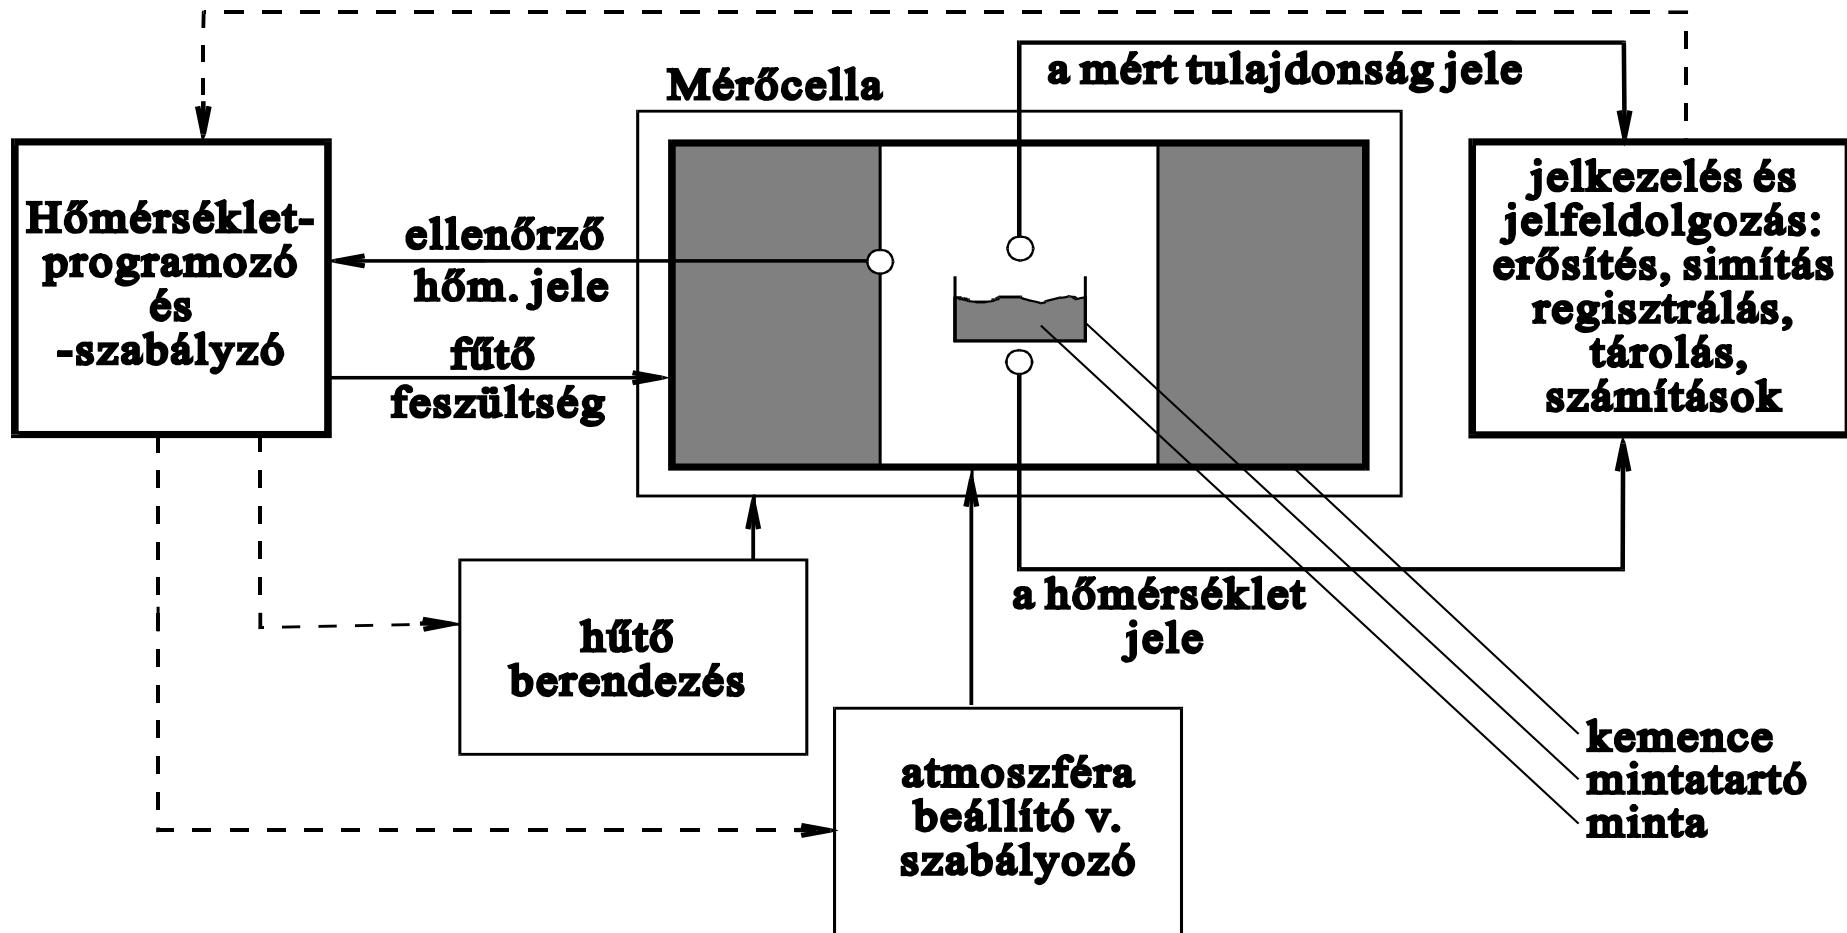 a mért tulajdonság jele
Mérőcella
Hőmérséklet-
programozó
és
-szabályzó
ellenőrző
hőm. jele
fűtő
feszültség
jelkezelés és
jelfeldolgozás:
erősítés, simítás
regisztrálás,
tárolás,
számítások
a hőmérséklet
jele
hűtő
berendezés
atmoszféra
beállító v.
szabályozó
kemence
mintatartó
minta